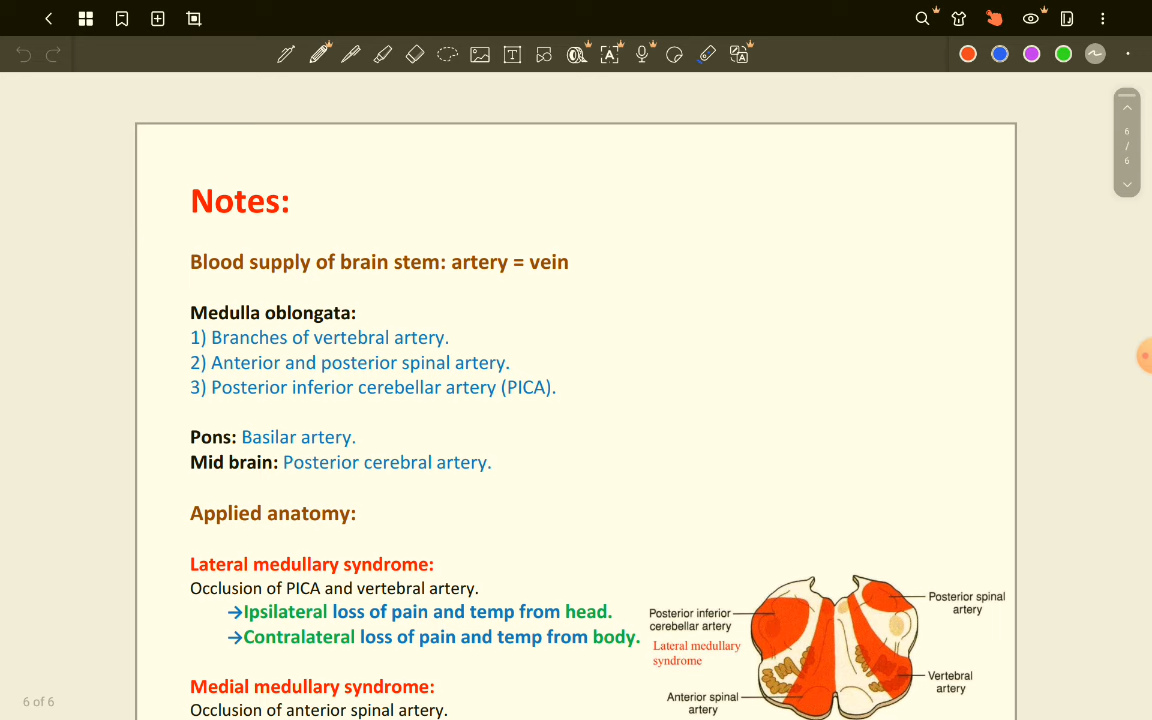 6
/
6
Notes:
Blood supply of brain stem: artery = vein
Medulla oblongata:
1) Branches of vertebral artery.
2) Anterior and posterior spinal artery.
3) Posterior inferior cerebellar artery (PICA).
Pons: Basilar artery.
Mid brain: Posterior cerebral artery.
Applied anatomy:
Lateral medullary syndrome:
Occlusion of PICA and vertebral artery.
→Ipsilateral loss of pain and temp from head.
→Contralateral loss of pain and temp from body.
Medial medullary syndrome:
Occlusion of anterior spinal artery.
Posterior inferior
cerebellar artery
Lateral medullary
syndrome
Anterior spinal
artery
Posterior spinal
artery
Vertebral
artery
6 of 6